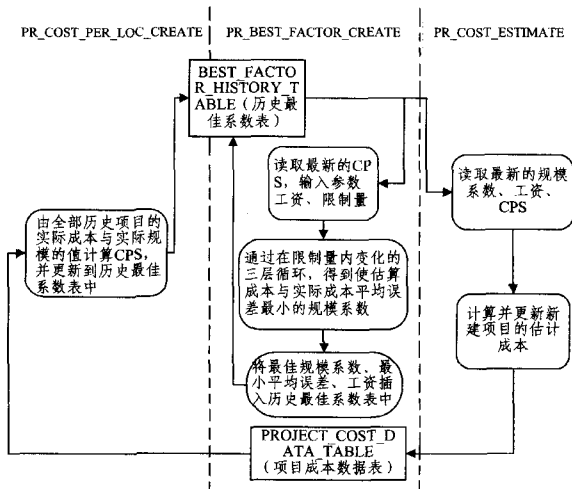 PR_COST_PER_LOC_CREATE
PR_BEST_FACTOR_CREATE
PR_COST_ESTIMATE
BEST_FACTO
R_HISTORY_T
ABLE（历史最
佳系数表）
读取最新的CP
S，输入参数
工资、限制量
读取最新的规模
系数、工资、
CPS
由全部历史项目的
实际成本与实际规
模的值计算CPS，
并更新到历史最佳
系数表中
通过在限制量内变化的
三层循环，得到使估算
成本与实际成本平均误
差最小的规模系数
计算并更新新
建项目的估计
成本
将最佳规模系数、最
小平均误差、工资插
入历史最佳系数表中
PROJECT_COST_D
ATA_TABLE
（项目成本数据表）